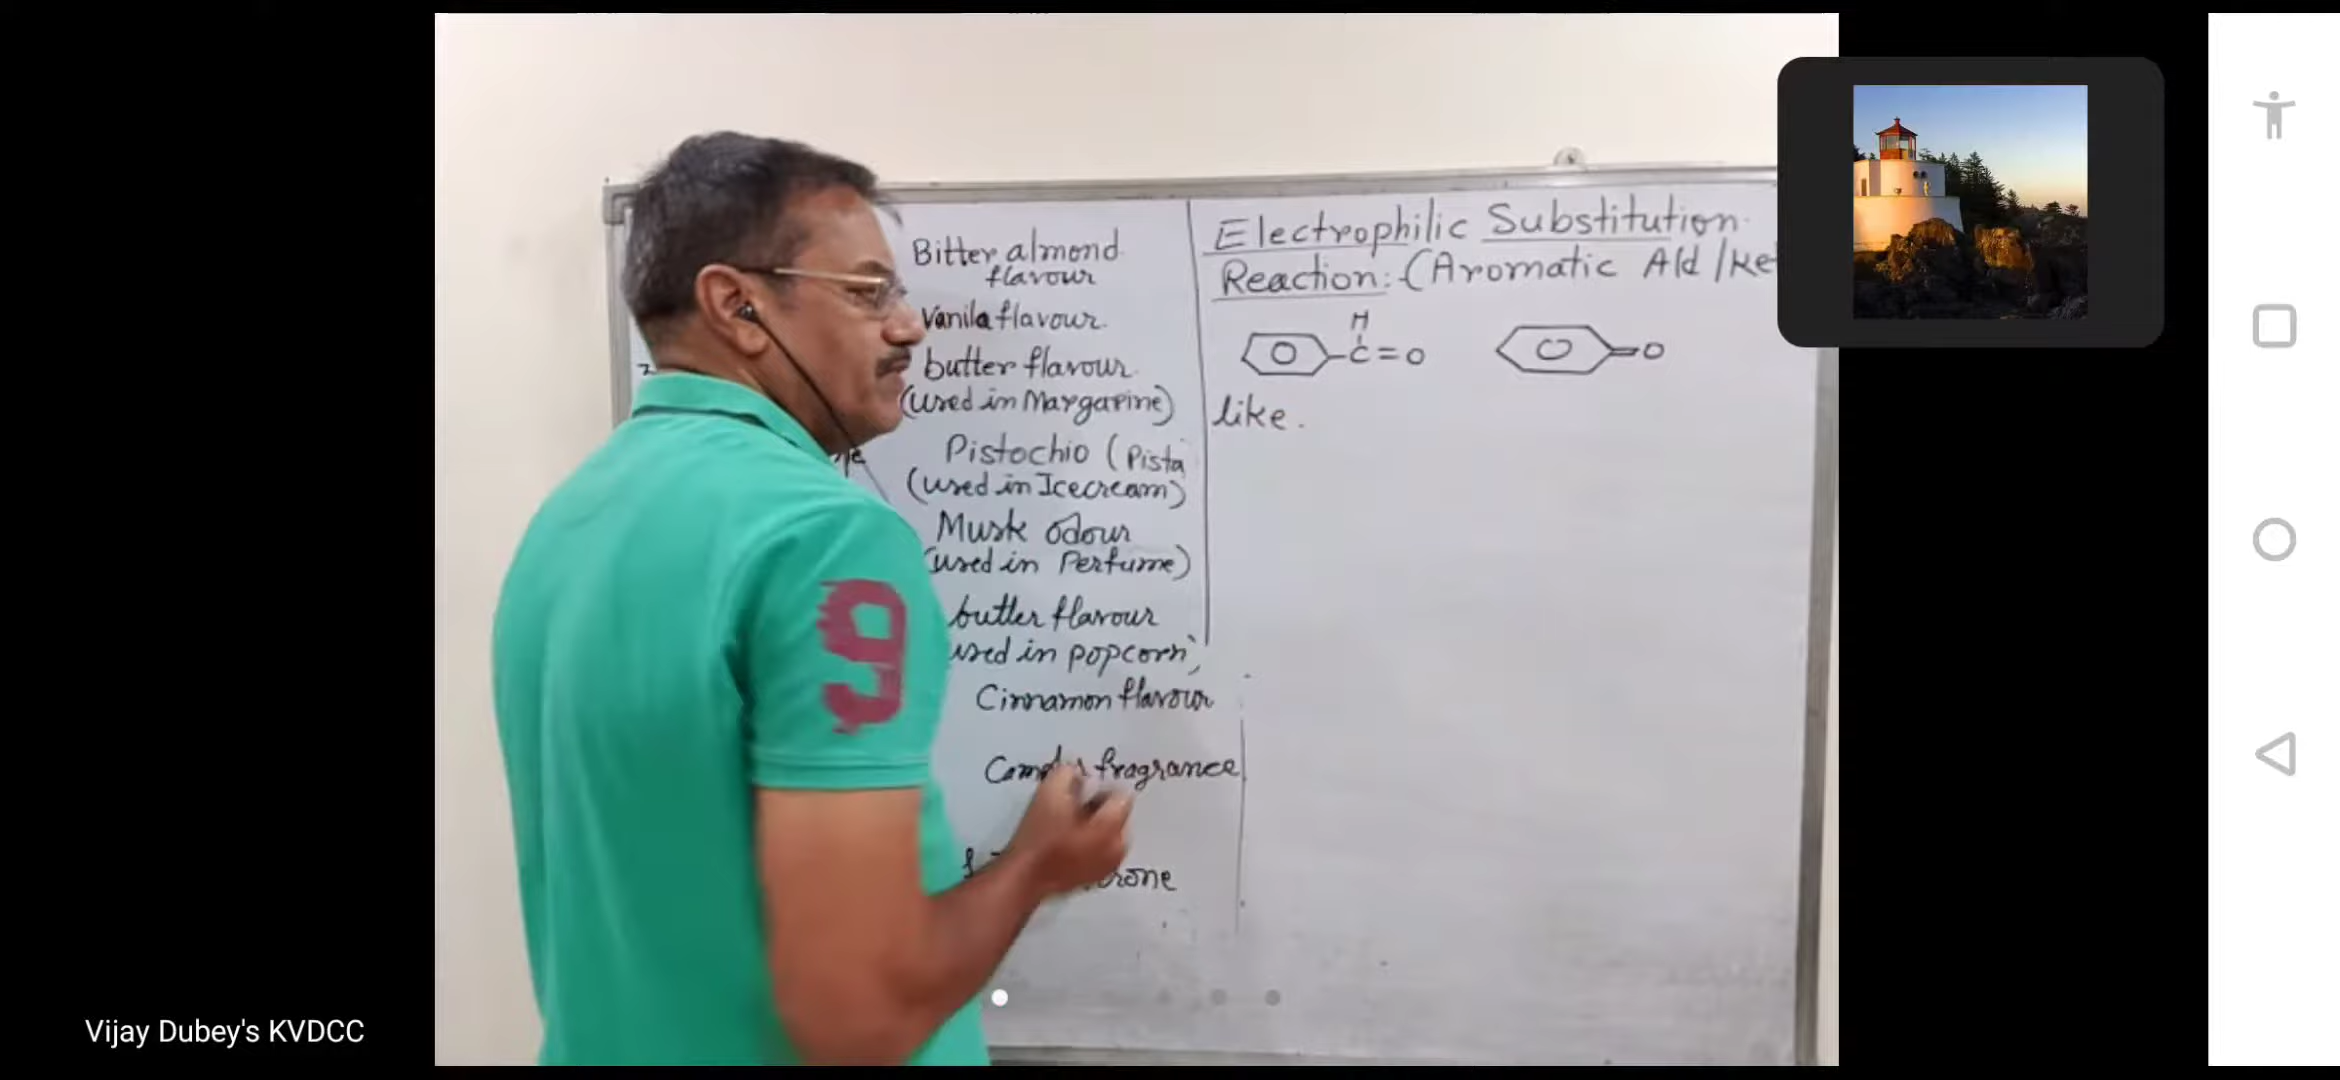 Bitter almond
flavour
Vanila flavour.
butter flavour.
(used in Margarine)
Pistochio (Pista
(used in Icecream)
Musk odour
(used in Perfume)
butter flavour
used in popcorn)
Cinnamon flavour
fragrance
Electrophilic Substitution
Reaction: (Aromatic Ald/Ke
H
C=O
O
like.
9
Vijay Dubey's KVDCC